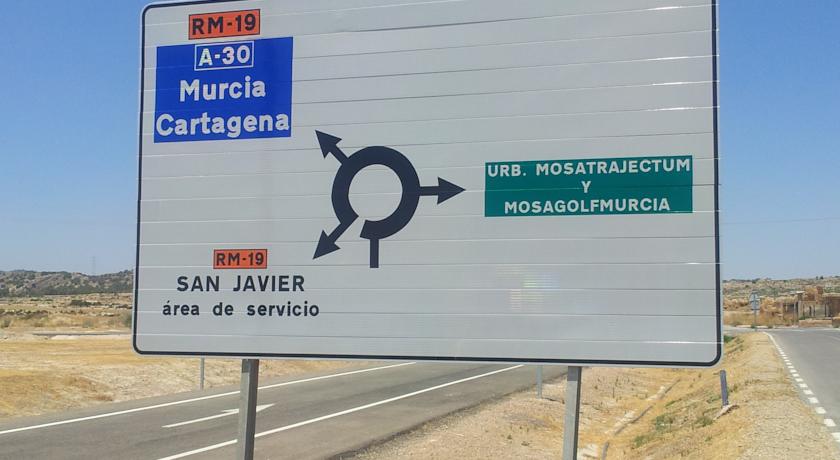 RM-19
A-30
Murcia
Cartagena
URB. MOSATRAJECTUM
Y
MOSAGOLFMURCIA
RM-19
SAN JAVIER
área de servicio